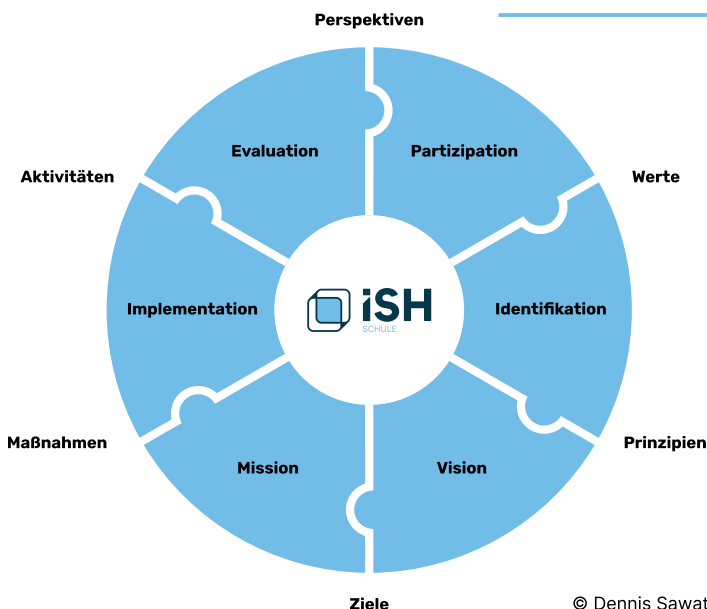 Perspektiven
Evaluation
Partizipation
Aktivitäten
Werte
Implementation
iSH
SCHULE
Identifikation
Maßnahmen
Prinzipien
Mission
Vision
Ziele
© Dennis Sawat